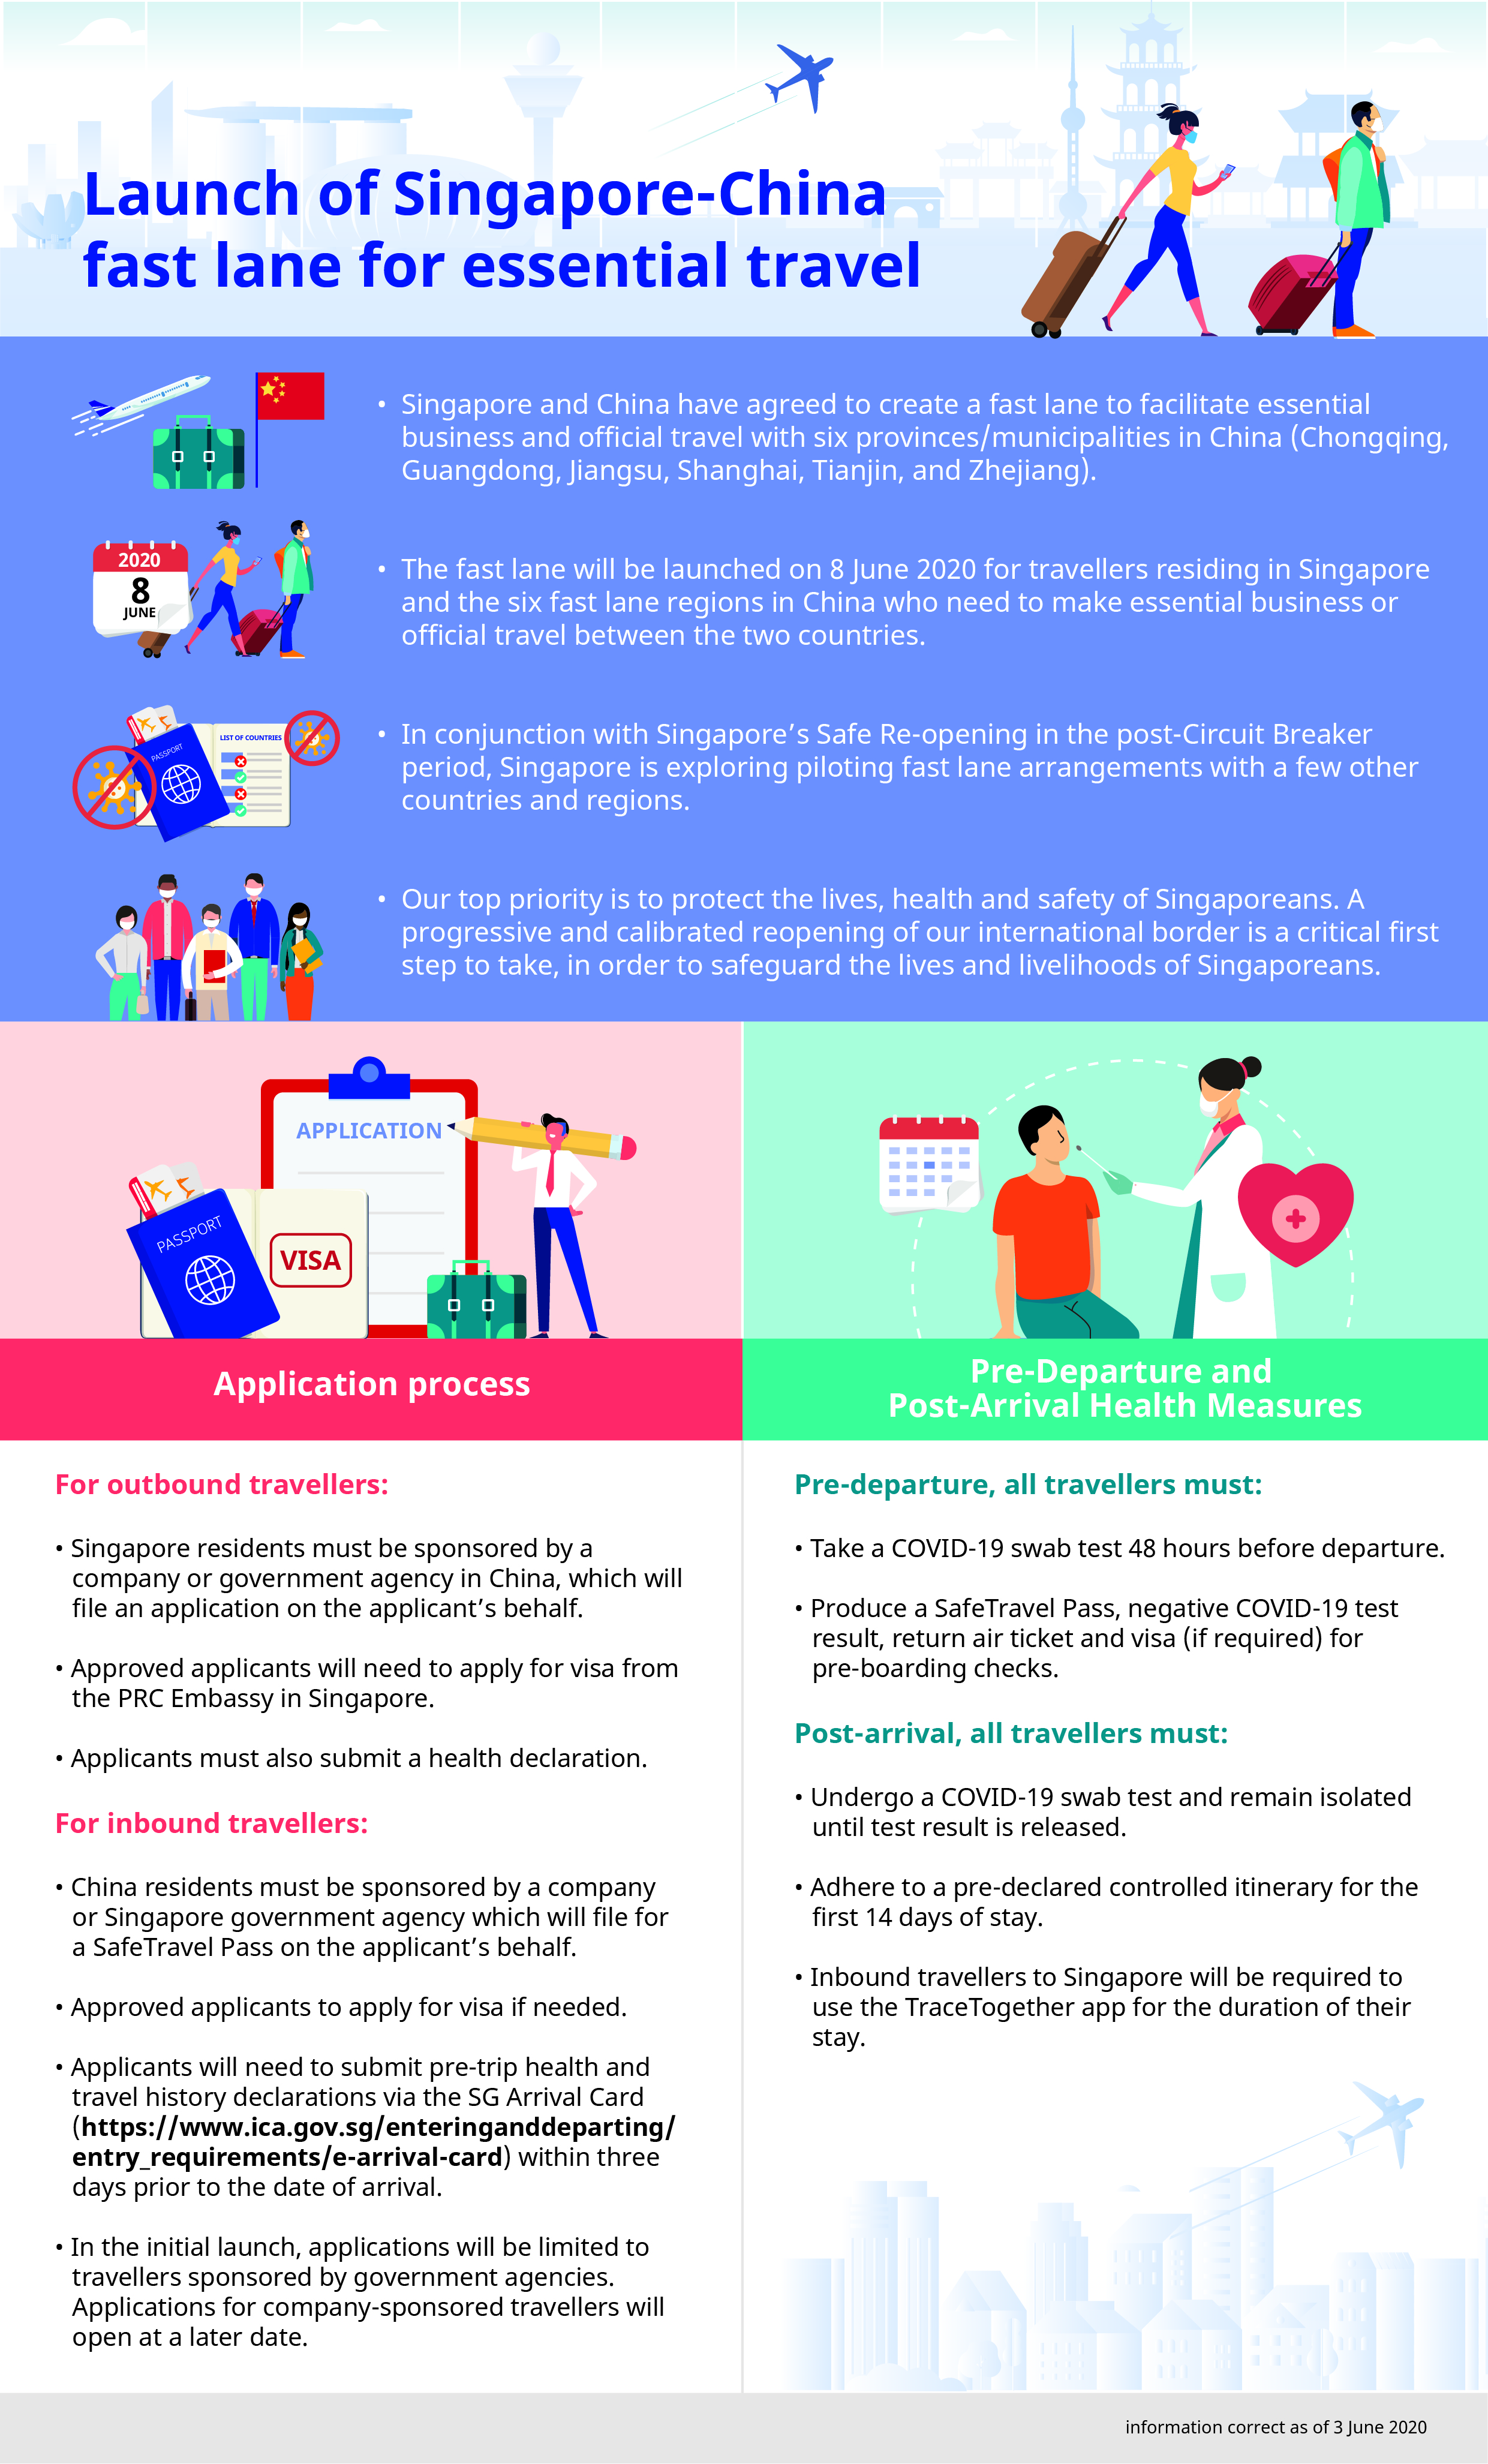 Launch of Singapore-China
fast lane for essential travel
• Singapore and China have agreed to create a fast lane to facilitate essential
business and official travel with six provinces/municipalities in China (Chongqing,
Guangdong, Jiangsu, Shanghai, Tianjin, and Zhejiang).
2020
8
JUNE
• The fast lane will be launched on 8 June 2020 for travellers residing in Singapore
and the six fast lane regions in China who need to make essential business or
official travel between the two countries.
PASSPORT
LIST OF COUNTRIES
• In conjunction with Singapore’s Safe Re-opening in the post-Circuit Breaker
period, Singapore is exploring piloting fast lane arrangements with a few other
countries and regions.
• Our top priority is to protect the lives, health and safety of Singaporeans. A
progressive and calibrated reopening of our international border is a critical first
step to take, in order to safeguard the lives and livelihoods of Singaporeans.
APPLICATION
PASSPORT
VISA
Application process
For outbound travellers:
• Singapore residents must be sponsored by a
company or government agency in China, which will
file an application on the applicant’s behalf.
• Approved applicants will need to apply for visa from
the PRC Embassy in Singapore.
• Applicants must also submit a health declaration.
For inbound travellers:
• China residents must be sponsored by a company
or Singapore government agency which will file for
a SafeTravel Pass on the applicant’s behalf.
• Approved applicants to apply for visa if needed.
• Applicants will need to submit pre-trip health and
travel history declarations via the SG Arrival Card
(https://www.ica.gov.sg/enteringanddeparting/
entry_requirements/e-arrival-card) within three
days prior to the date of arrival.
• In the initial launch, applications will be limited to
travellers sponsored by government agencies.
Applications for company-sponsored travellers will
open at a later date.
Pre-Departure and
Post-Arrival Health Measures
Pre-departure, all travellers must:
• Take a COVID-19 swab test 48 hours before departure.
• Produce a SafeTravel Pass, negative COVID-19 test
result, return air ticket and visa (if required) for
pre-boarding checks.
Post-arrival, all travellers must:
• Undergo a COVID-19 swab test and remain isolated
until test result is released.
• Adhere to a pre-declared controlled itinerary for the
first 14 days of stay.
• Inbound travellers to Singapore will be required to
use the TraceTogether app for the duration of their
stay.
information correct as of 3 June 2020